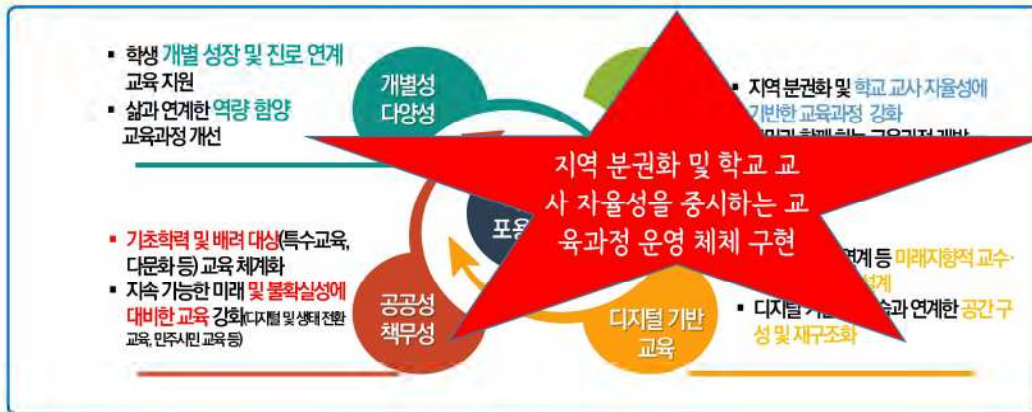 ▪ 학생 개별 성장 및 진로 연계
교육 지원
▪ 삶과 연계한 역량 함양
교육과정 개선
개별성
다양성
▪ 지역 분권화 및 학교 교사 자율성에
기반한 교육과정 강화
교육과정 개발
지역 분권화 및 학교 교
사 자율성을 중시하는 교
육과정 운영 체제 구현
포용
▪ 기초학력 및 배려 대상(특수교육,
다문화 등) 교육 체계화
▪ 지속 가능한 미래 및 불확실성에
대비한 교육 강화(디지털 및 생태 전환
교육, 민주시민 교육 등)
공공성
책무성
디지털 기반
교육
연계 등 미래지향적 교수·
설계
▪ 디지털 연계한 공간 구
성 및 재구조화